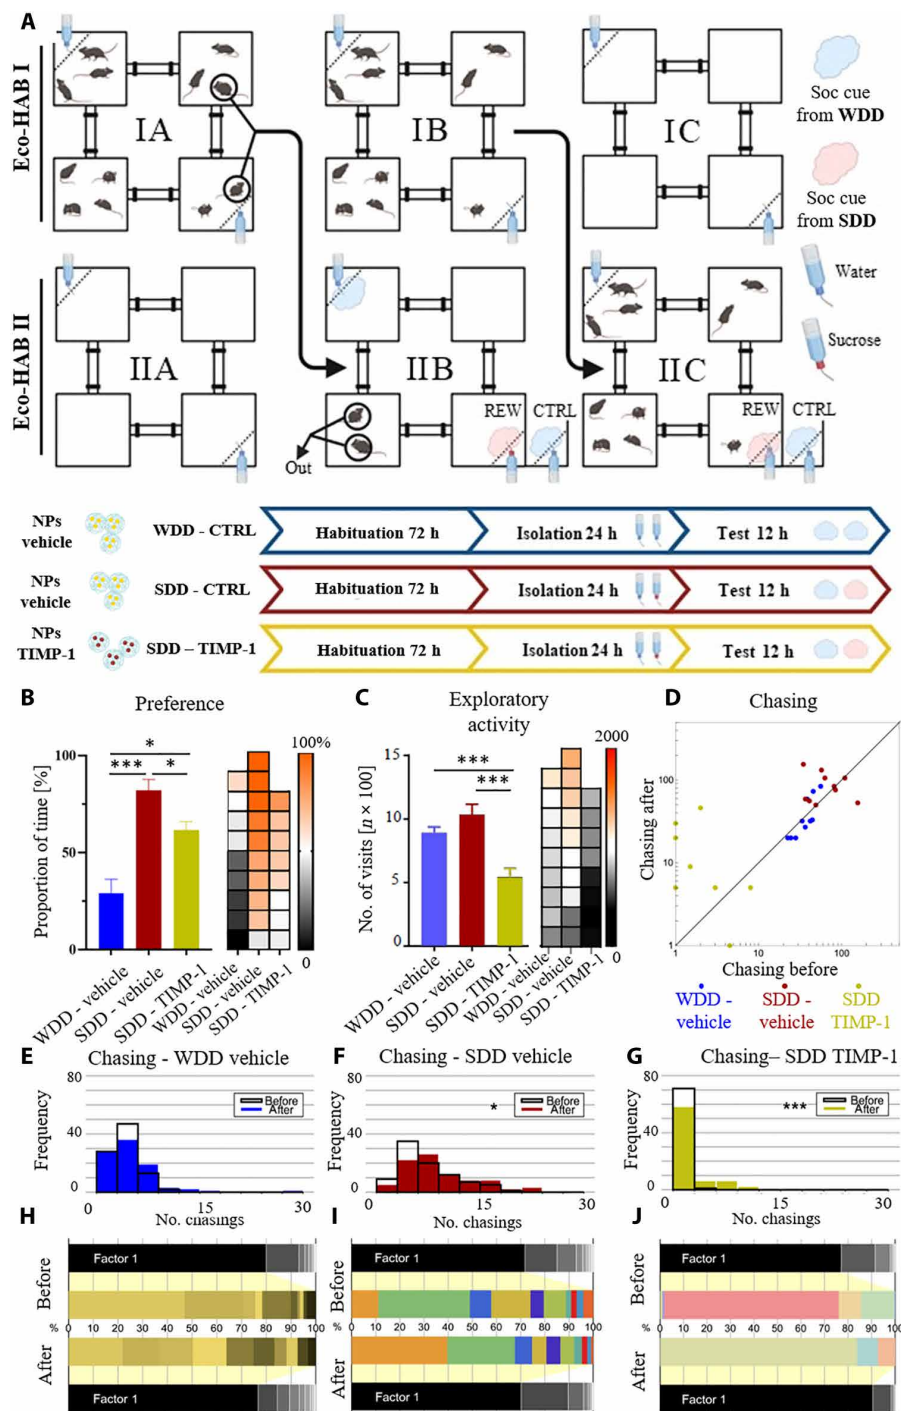 A
Eco-HAB I
IA
IB
IC
Soc cue
from WDD
Soc cue
from SDD
Water
Sucrose
Eco-HAB II
IIA
IIB
IIC
REW
CTRL
REW
CTRL
Out
NPs
vehicle
WDD - CTRL
Habituation 72 h
Isolation 24 h
Test 12 h
NPs
vehicle
SDD - CTRL
Habituation 72 h
Isolation 24 h
Test 12 h
NPs
TIMP-1
SDD – TIMP-1
Habituation 72 h
Isolation 24 h
Test 12 h
B
Preference
Proportion of time [%]
100
50
0
*
***
*
100%
0
WDD - vehicle
SDD - vehicle
SDD - TIMP-1
WDD - vehicle
SDD - vehicle
SDD - TIMP-1
C
Exploratory
activity
No. of visits [n × 100]
15
10
5
0
***
***
2000
0
WDD - vehicle
SDD - vehicle
SDD - TIMP-1
WDD - vehicle
SDD - vehicle
SDD - TIMP-1
D
Chasing
Chasing after
100
10
1
1
10
100
Chasing before
WDD -
vehicle
SDD -
vehicle
SDD
TIMP-1
E
Chasing - WDD vehicle
Frequency
80
40
0
Before
After
0
15
30
No. chasings
F
Chasing - SDD vehicle
Frequency
80
40
0
*
Before
After
0
15
30
No. chasings
G
Chasing– SDD TIMP-1
Frequency
80
40
0
***
Before
After
0
15
30
No. chasings
H
Before
Factor 1
% 0 10 20 30 40 50 60 70 80 90 100
After
Factor 1
I
Before
Factor 1
% 0 10 20 30 40 50 60 70 80 90 100
After
Factor 1
J
Before
Factor 1
% 0 10 20 30 40 50 60 70 80 90 100
After
Factor 1